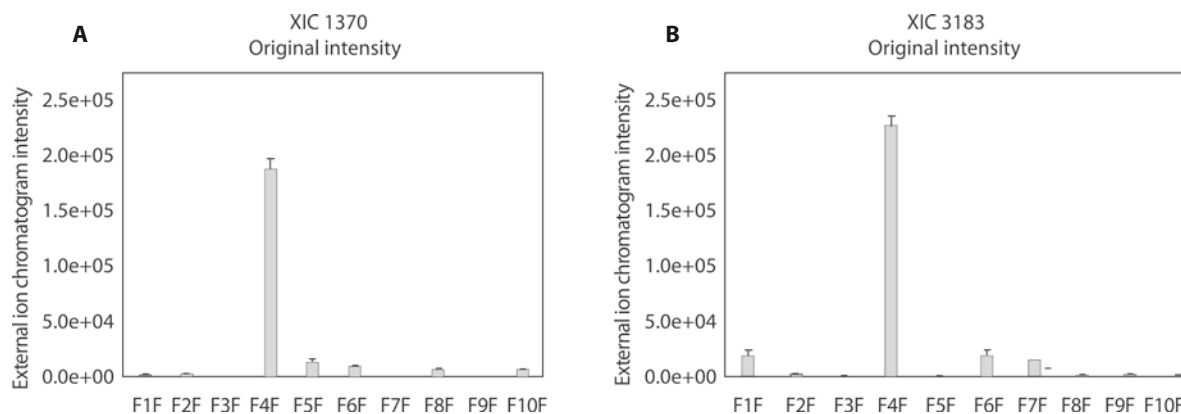 A
XIC 1370
Original intensity
External ion chromatogram intensity
2.5e+05
2.0e+05
1.5e+05
1.0e+05
5.0e+04
0.0e+00
F1F F2F F3F F4F F5F F6F F7F F8F F9F F10F
B
XIC 3183
Original intensity
External ion chromatogram intensity
2.5e+05
2.0e+05
1.5e+05
1.0e+05
5.0e+04
0.0e+00
F1F F2F F3F F4F F5F F6F F7F F8F F9F F10F